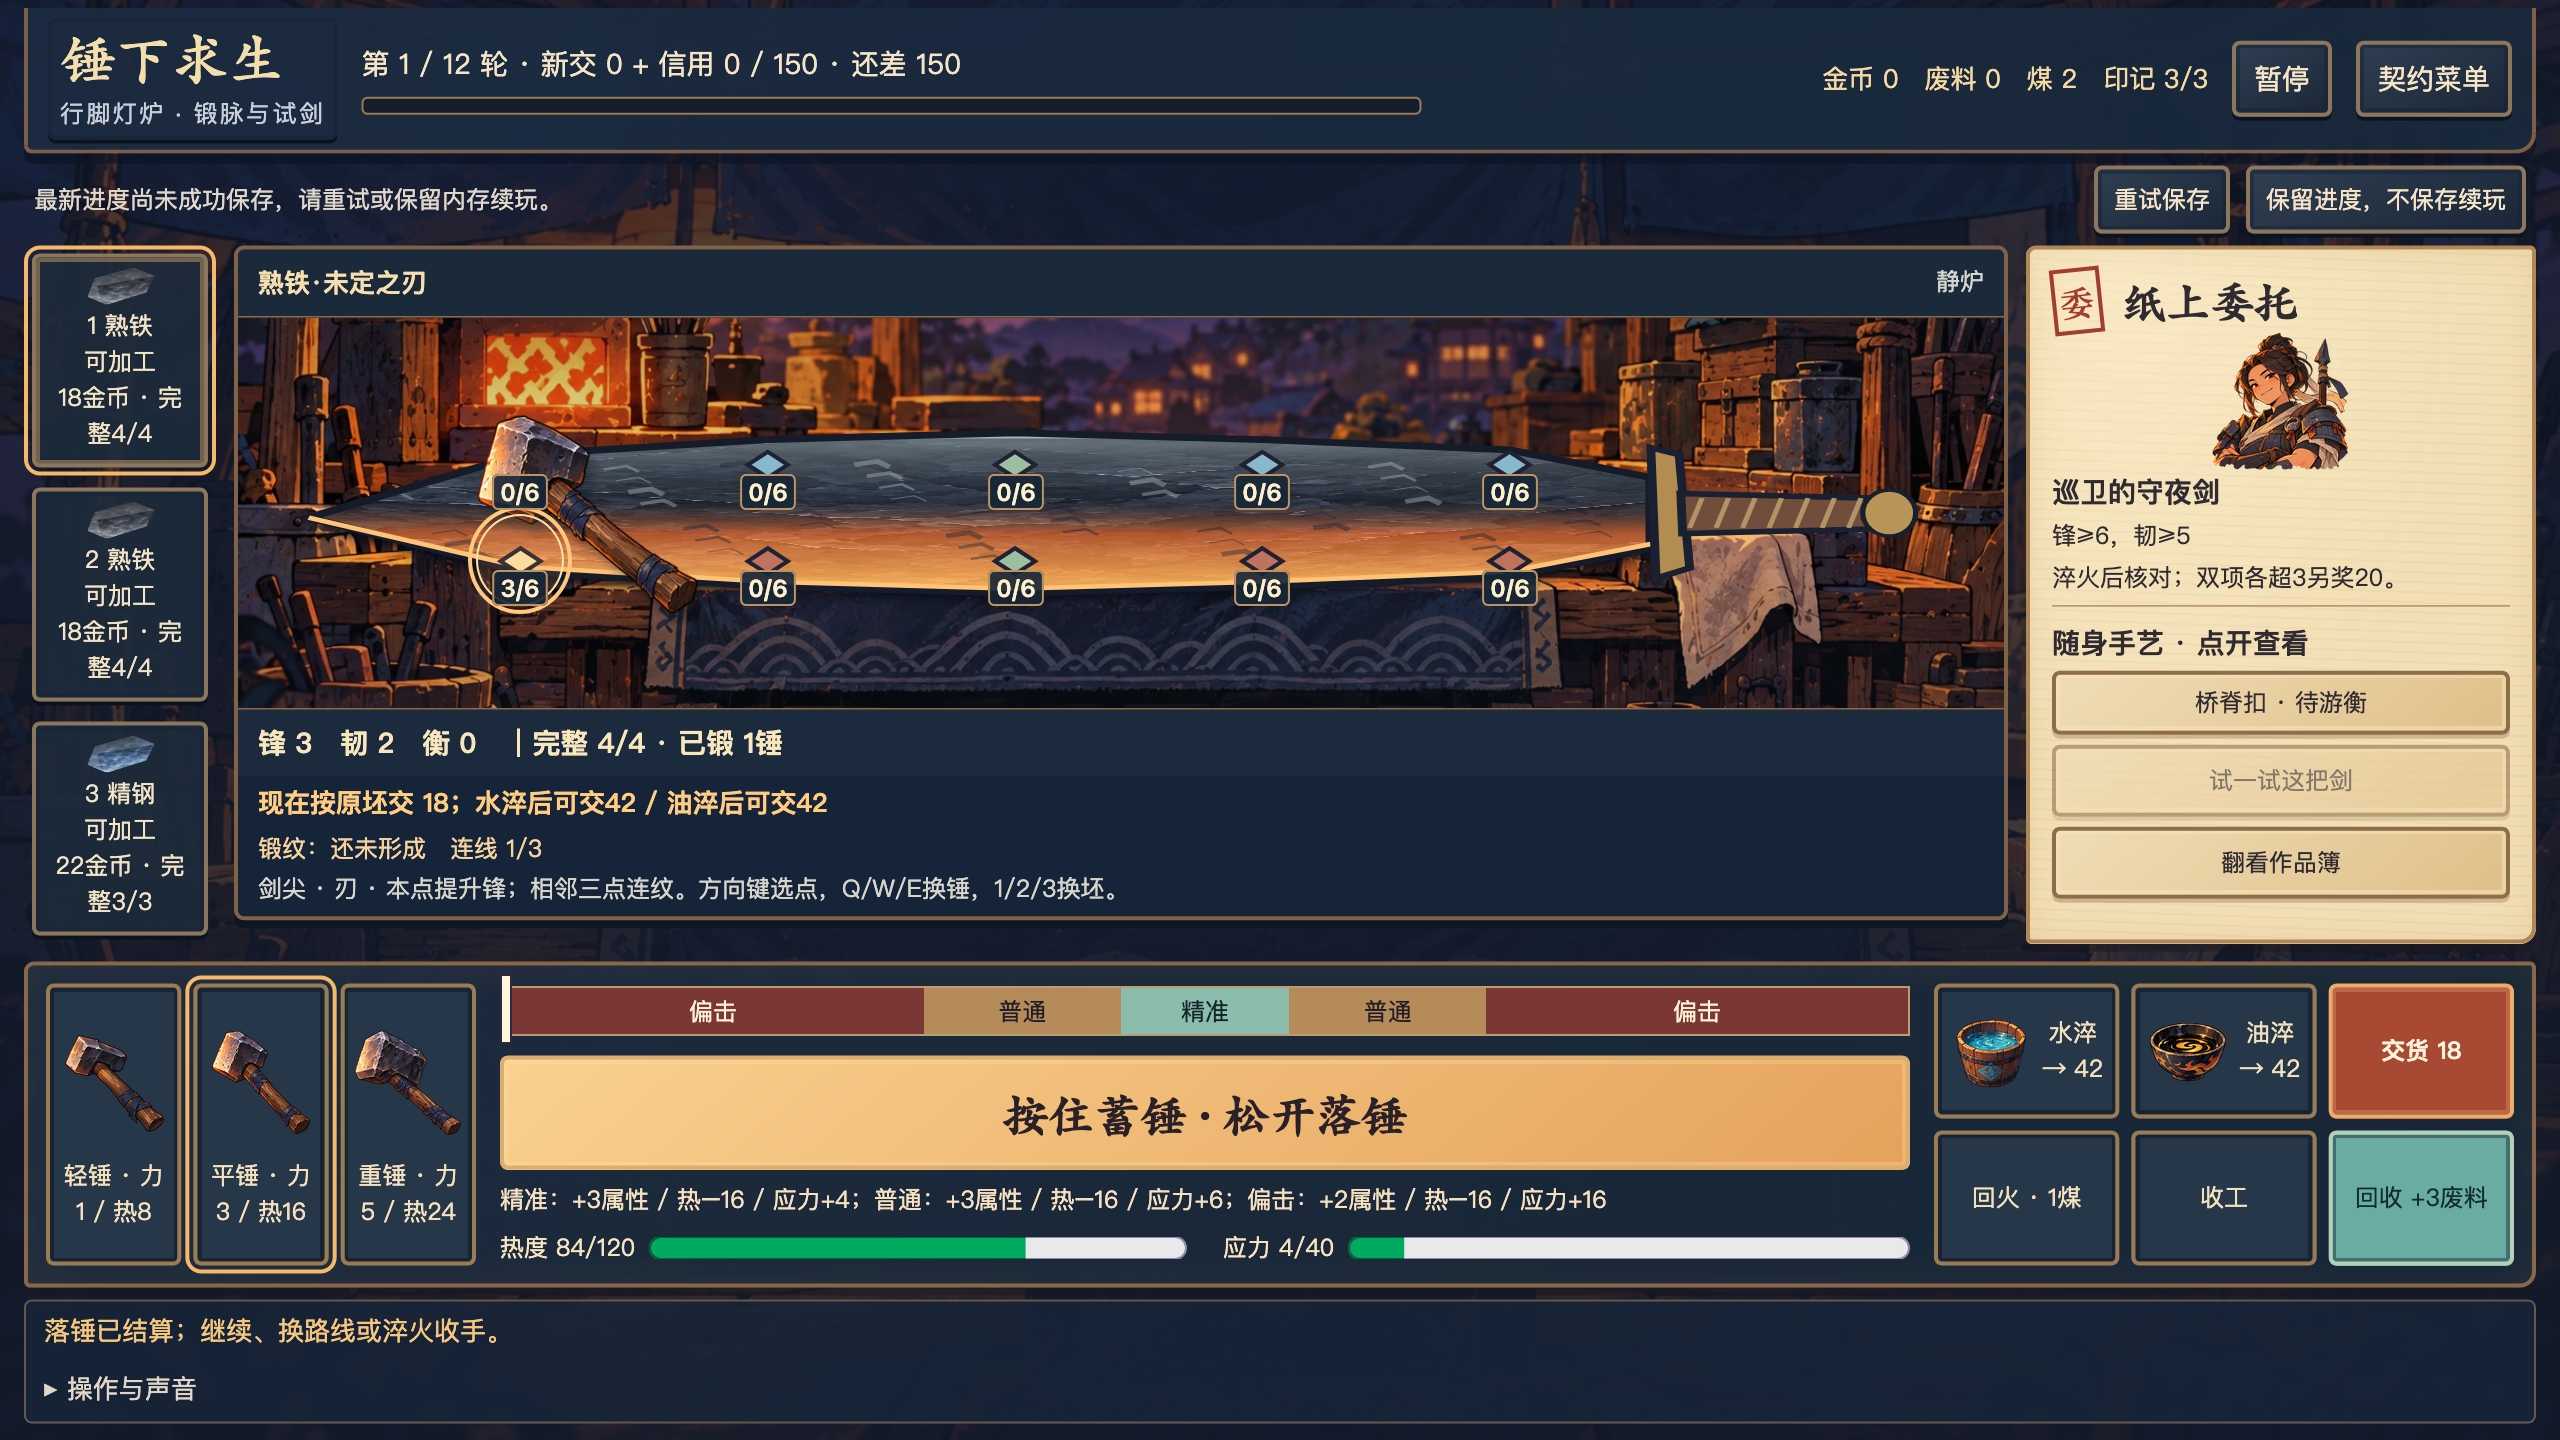 锤下求生
行脚灯炉 · 锻脉与试剑
第 1 / 12 轮 · 新交 0 + 信用 0 / 150 · 还差 150
金币 0 废料 0 煤 2 印记 3/3
暂停
契约菜单
最新进度尚未成功保存，请重试或保留内存续玩。
重试保存
保留进度，不保存续玩
1 熟铁
可加工
18金币 · 完
整4/4
2 熟铁
可加工
18金币 · 完
整4/4
3 精钢
可加工
22金币 · 完
整3/3
熟铁·未定之刃
静炉
0/6
0/6
0/6
0/6
0/6
3/6
0/6
0/6
0/6
0/6
锋 3 韧 2 衡 0 ｜完整 4/4 · 已锻 1锤
现在按原坯交 18；水淬后可交42 / 油淬后可交42
锻纹：还未形成 连线 1/3
剑尖 · 刃 · 本点提升锋；相邻三点连纹。方向键选点，Q/W/E换锤，1/2/3换坯。
委
纸上委托
巡卫的守夜剑
锋≥6，韧≥5
淬火后核对；双项各超3另奖20。
随身手艺 · 点开查看
桥脊扣 · 待游衡
试一试这把剑
翻看作品簿
轻锤 · 力
1 / 热8
平锤 · 力
3 / 热16
重锤 · 力
5 / 热24
偏击
普通
精准
普通
偏击
按住蓄锤·松开落锤
精准：+3属性 / 热−16 / 应力+4；普通：+3属性 / 热−16 / 应力+6；偏击：+2属性 / 热−16 / 应力+16
热度 84/120
应力 4/40
水淬
→ 42
油淬
→ 42
交货 18
回火 · 1煤
收工
回收 +3废料
落锤已结算；继续、换路线或淬火收手。
▸ 操作与声音